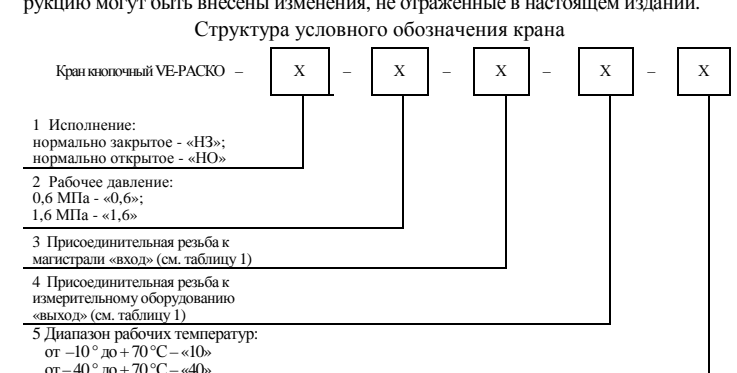 рукцию могут быть внесены изменения, не отраженные в настоящем издании.
Структура условного обозначения крана
Кран кнопочный VE-РАСКО – Х – Х – Х – Х – Х
1 Исполнение:
нормально закрытое - «НЗ»;
нормально открытое - «НО»
2 Рабочее давление:
0,6 МПа - «0,6»;
1,6 МПа - «1,6»
3 Присоединительная резьба к
магистрали «вход» (см. таблицу 1)
4 Присоединительная резьба к
измерительному оборудованию
«выход» (см. таблицу 1)
5 Диапазон рабочих температур:
от –10 ° до + 70 °С – «10»
от – 40 ° до + 70 °С – «40»